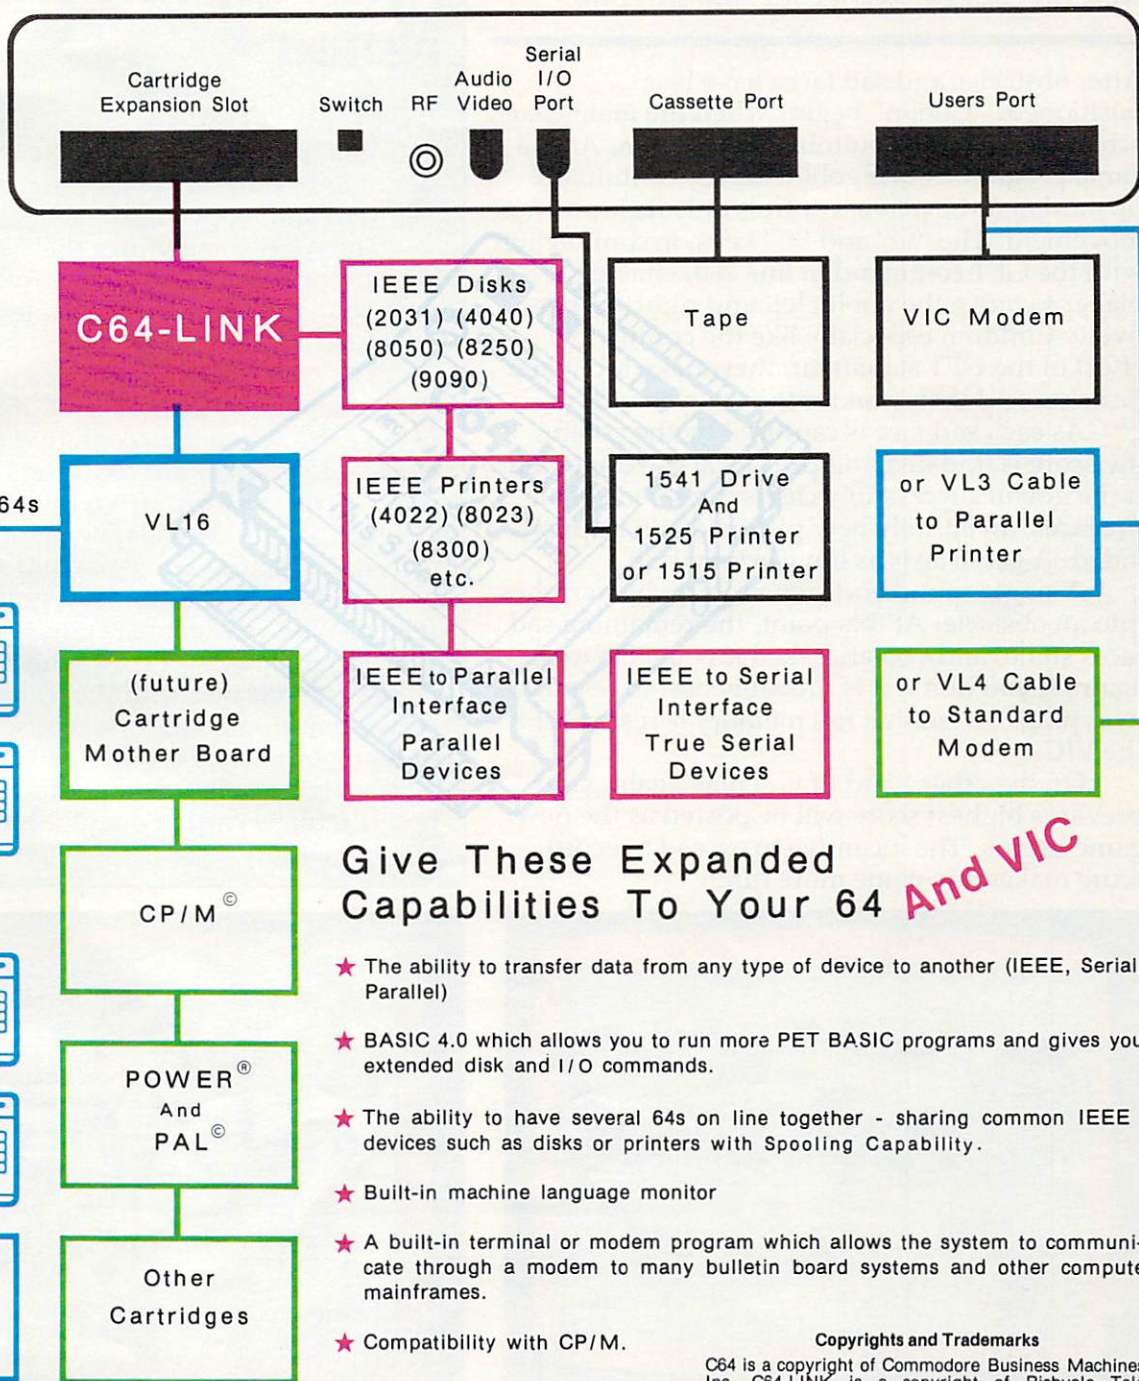 Cartridge
Expansion Slot
Switch
RF
Audio
Video
Serial
I/O
Port
Cassette Port
Users Port
C64-LINK
IEEE Disks
(2031) (4040)
(8050) (8250)
(9090)
Tape
VIC Modem
64s
VL16
IEEE Printers
(4022) (8023)
(8300)
etc.
1541 Drive
And
1525 Printer
or 1515 Printer
or VL3 Cable
to Parallel
Printer
(future)
Cartridge
Mother Board
IEEE to Parallel
Interface
Parallel
Devices
IEEE to Serial
Interface
True Serial
Devices
or VL4 Cable
to Standard
Modem
CP/M©
POWER®
And
PAL©
Other
Cartridges
Give These Expanded
Capabilities To Your 64 And VIC
★ The ability to transfer data from any type of device to another (IEEE, Serial
Parallel)
★ BASIC 4.0 which allows you to run more PET BASIC programs and gives you
extended disk and I/O commands.
★ The ability to have several 64s on line together - sharing common IEEE
devices such as disks or printers with Spooling Capability.
★ Built-in machine language monitor
★ A built-in terminal or modem program which allows the system to communi-
cate through a modem to many bulletin board systems and other compute
mainframes.
★ Compatibility with CP/M.
Copyrights and Trademarks
C64 is a copyright of Commodore Business Machines
Inc. C64-LINK is a copyright of Richvale Tele